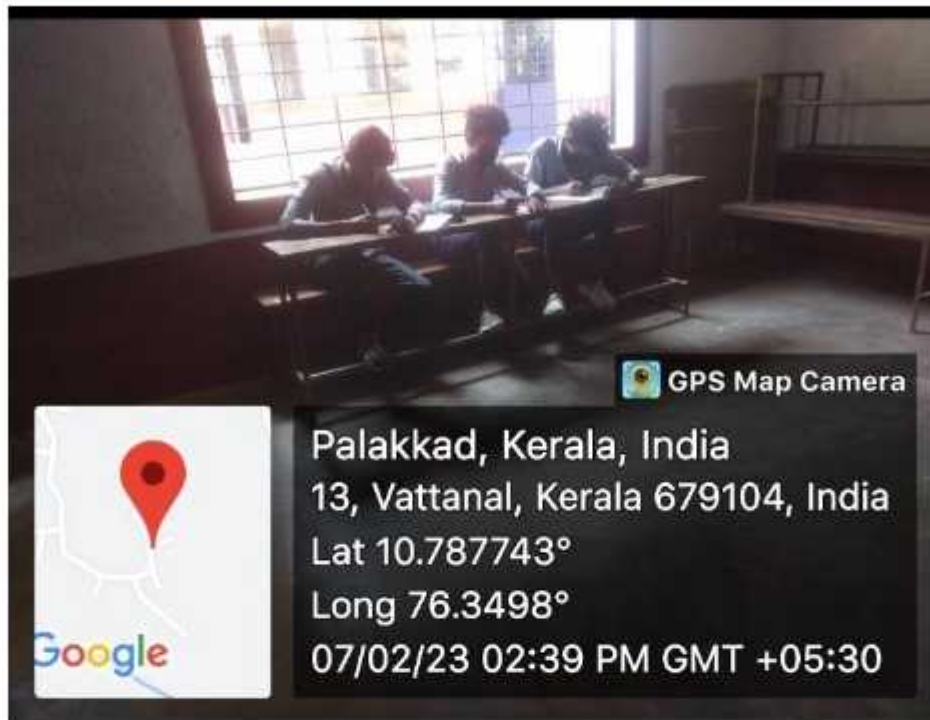 GPS Map Camera
Palakkad, Kerala, India
13, Vattanal, Kerala 679104, India
Lat 10.787743°
Long 76.3498°
07/02/23 02:39 PM GMT +05:30
Google